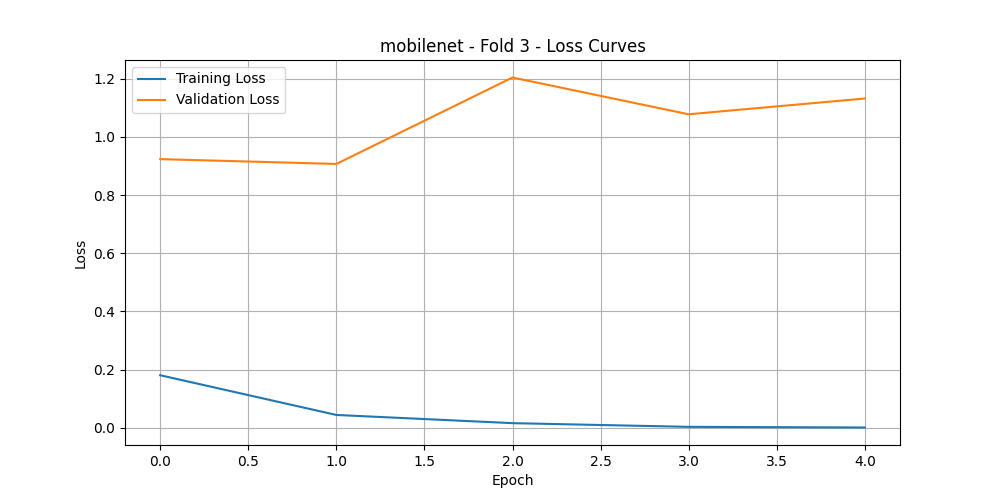 mobilenet - Fold 3 - Loss Curves
Training Loss
Validation Loss
1.2
1.0
0.8
0.6
0.4
0.2
0.0
Loss
0.0 0.5 1.0 1.5 2.0 2.5 3.0 3.5 4.0
Epoch